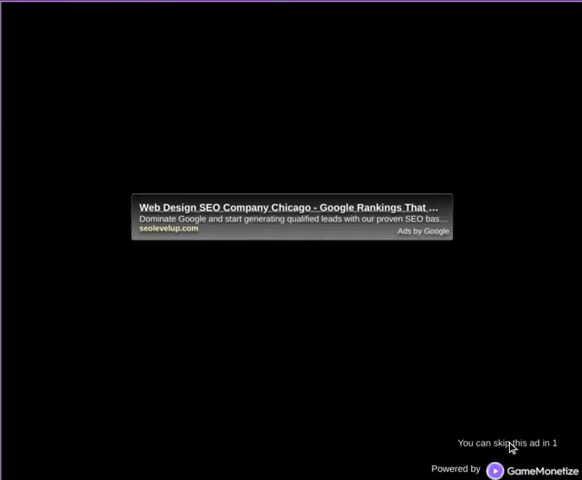 Web Design SEO Company Chicago - Google Rankings That ...
Dominate Google and start generating qualified leads with our proven SEO bas...
seolevelup.com
Ads by Google
You can skip this ad in 1
Powered by GameMonetize